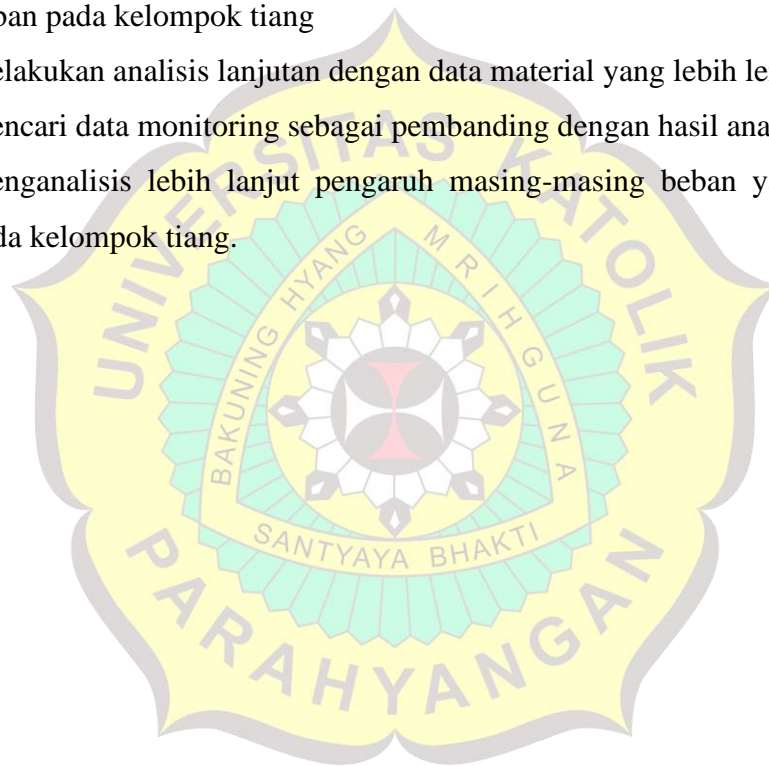 ban pada kelompok tiang
elakukan analisis lanjutan dengan data material yang lebih le
encari data monitoring sebagai pembanding dengan hasil ana
enganalisis lebih lanjut pengaruh masing-masing beban y
da kelompok tiang.
UNIVERSITAS KATOLIK
PARAHYANGAN
BAKUNING HYANG MRIHGUNA
SANTYAYA BHAKTI